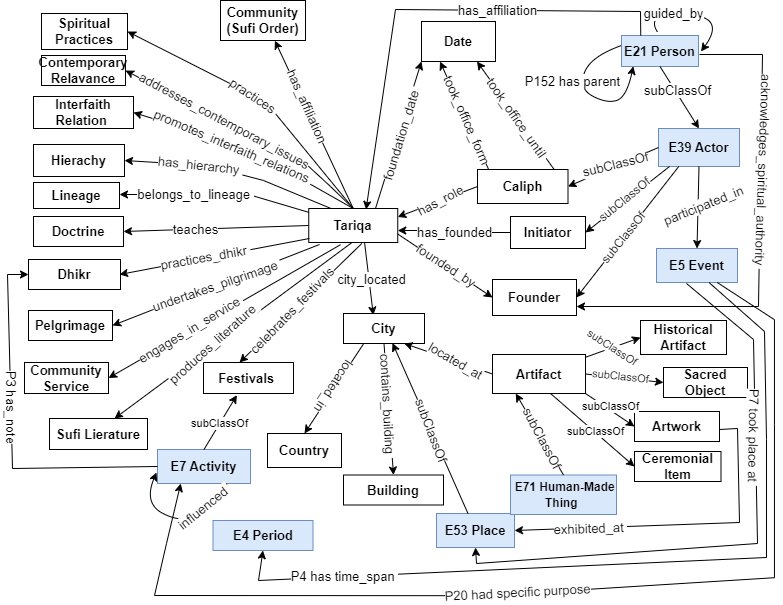 Spiritual
Practices
Community
(Sufi Order)
has_affiliation
guided_by
Date
E21 Person
Contemporary
Relavance
P152 has parent
subClassOf
practices
has_affiliation
addresses_contemporary_issues
Interfaith
Relation
promotes_interfaith_relations
foundation_date
took_office_form
took_office_until
acknowledges_spiritual_authority
E39 Actor
Hierachy
has_hierarchy
subClassOf
Caliph
Lineage
belongs_to_lineage
has_role
subClassOf
participated_in
Tariqa
Doctrine
teaches
has_founded
Initiator
subClassOf
practices_dhikr
founded_by
E5 Event
Dhikr
undertakes_pilgrimage
city_located
Founder
Pelgrimage
engages_in_service
produces_literature
celebrates_festivals
City
Historical
Artifact
subClassOf
located_at
Artifact
Community
Service
Festivals
located_in
contains_building
subClassOf
Sacred
Object
P3 has_note
subClassOf
subClassOf
subClassOf
subClassOf
subClassOf
P7 took place at
Sufi Lierature
Artwork
Country
E7 Activity
Ceremonial
Item
Building
E71 Human-Made
Thing
influenced
E4 Period
E53 Place
exhibited_at
P4 has time_span
P20 had specific purpose